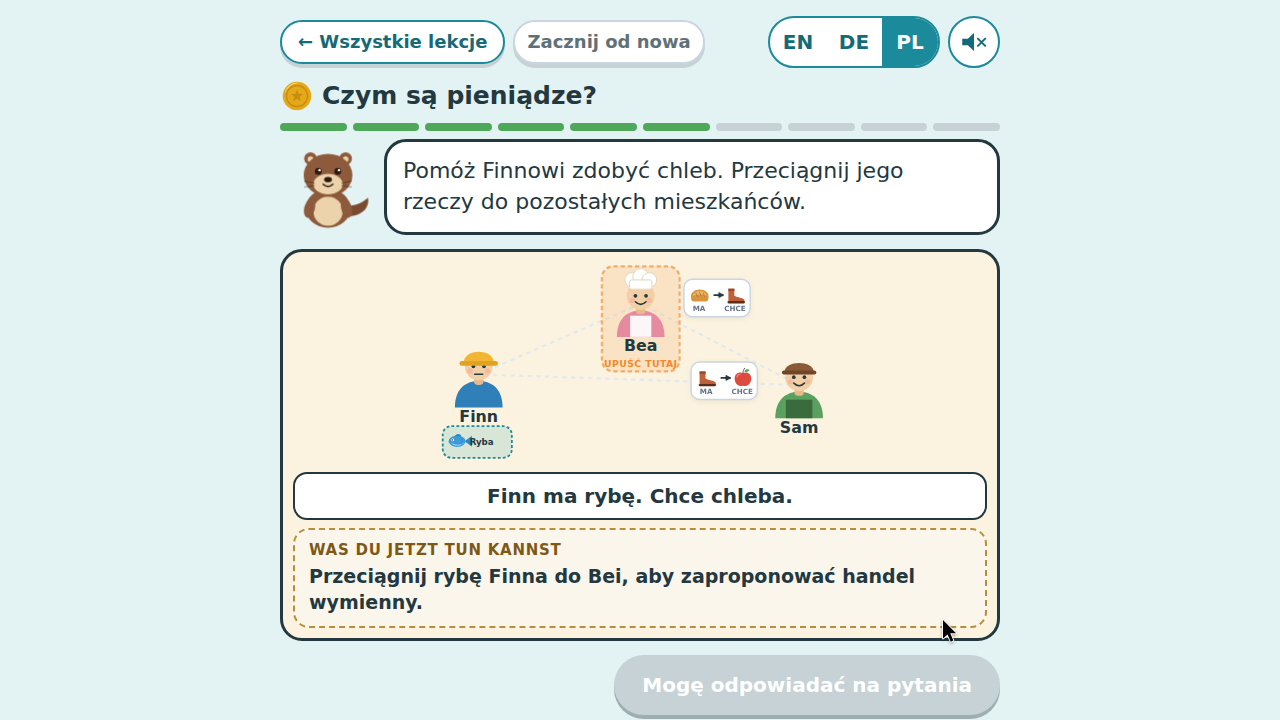 ← Wszystkie lekcje
Zacznij od nowa
EN DE PL
Czym są pieniądze?
Pomóż Finnowi zdobyć chleb. Przeciągnij jego
rzeczy do pozostałych mieszkańców.
MA CHCE
Bea
UPUŚĆ TUTAJ
MA CHCE
Finn
Sam
Ryba
Finn ma rybę. Chce chleba.
WAS DU JETZT TUN KANNST
Przeciągnij rybę Finna do Bei, aby zaproponować handel
wymienny.
Mogę odpowiadać na pytania